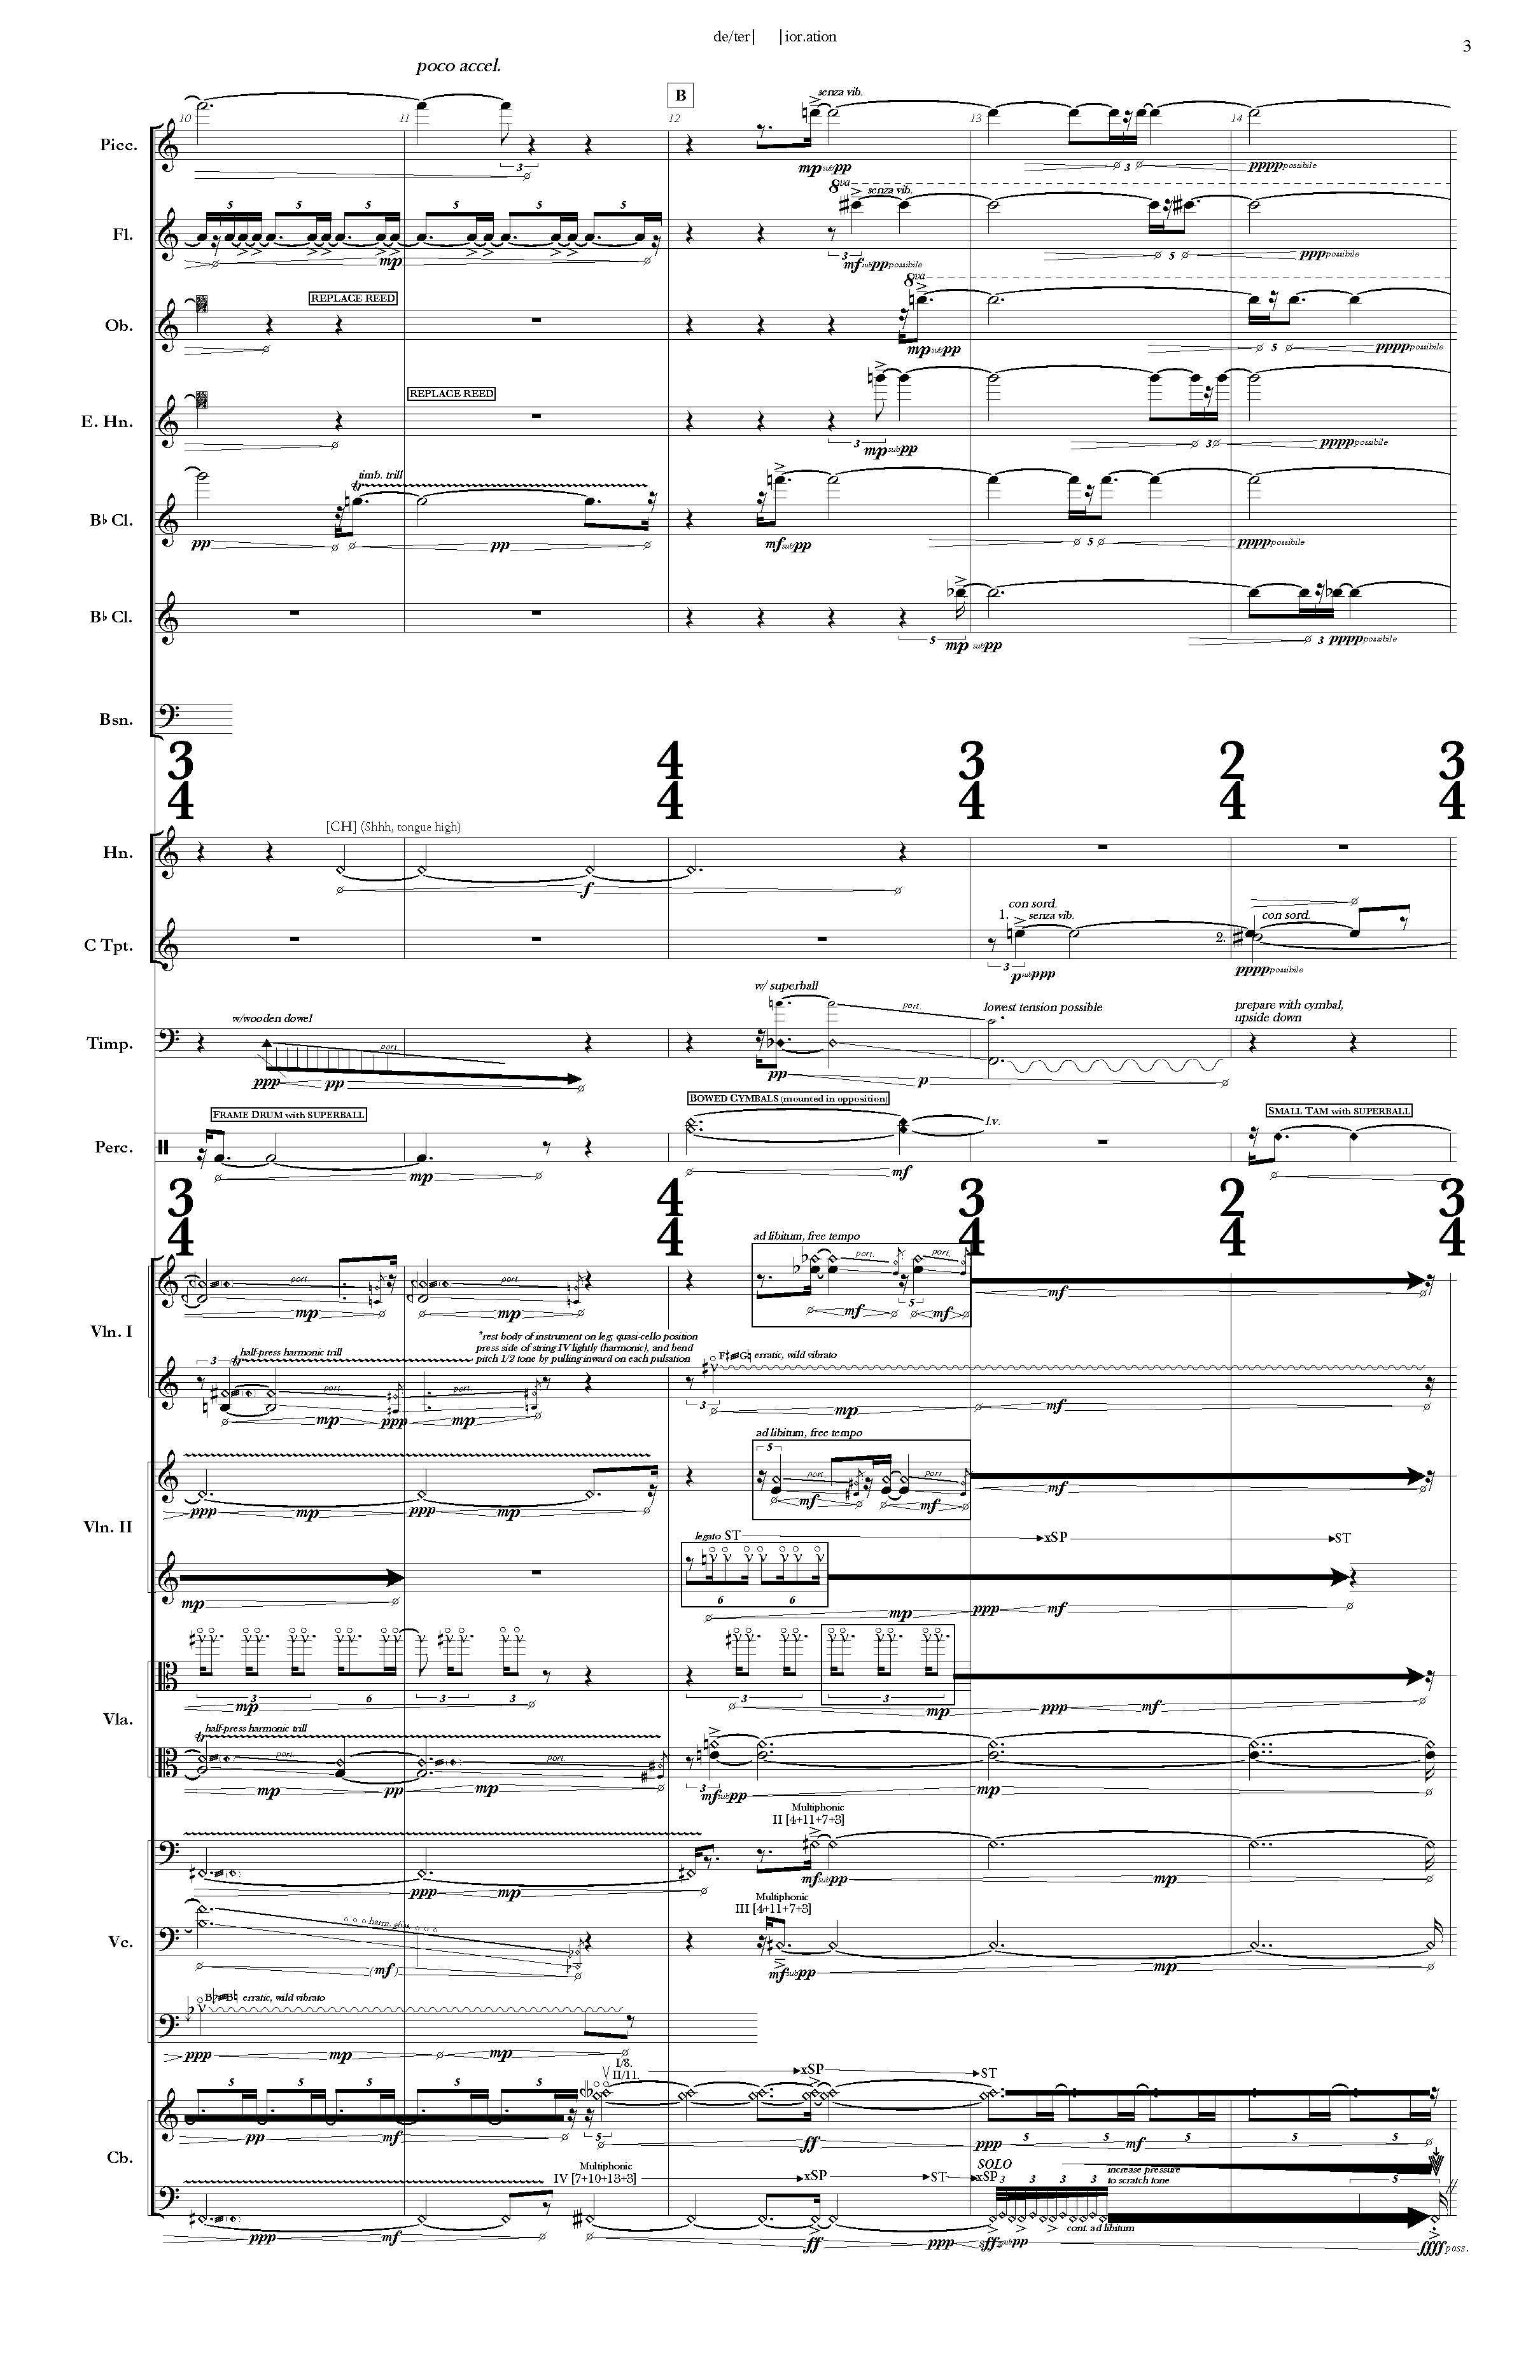 de/ter| |ior.ation
3
poco accel.
B
10 11 12 13 14
Picc.
senza vib.
3 mp sub pp 3 pppp possibile
Fl.
5 5 5 5 5 5 8va senza vib.
mp 3 mf sub pp possibile 5 ppp possibile
Ob.
REPLACE REED 8va
mp sub pp 5 pppp possibile
E. Hn.
REPLACE REED
3 mp sub pp 3 pppp possibile
B♭ Cl.
timb. trill
tr
pp pp mf sub pp 5 pppp possibile
B♭ Cl.
5 mp sub pp 3 pppp possibile
Bsn.
3 4 3 2 3
4 4 4 4 4
Hn.
[CH] (Shhh, tongue high)
f
C Tpt.
con sord.
1. senza vib. con sord.
2.
3 p sub ppp pppp possibile
Timp.
w/wooden dowel port. w/ superball port. lowest tension possible prepare with cymbal,
upside down
ppp pp pp p
Perc.
FRAME DRUM with SUPERBALL BOWED CYMBALS (mounted in opposition) l.v. SMALL TAM with SUPERBALL
mp mf
3 4 3 2 3
4 4 4 4 4
Vln. I
ad libitum, free tempo
port. port. port. port.
mp mp 5 mf mf mf
3 tr half-press harmonic trill
*rest body of instrument on leg, quasi-cello position
press side of string IV lightly (harmonic), and bend
pitch 1/2 tone by pulling inward on each pulsation
erratic, wild vibrato
port. port.
mp ppp mp 3 mp mf
Vln. II
ad libitum, free tempo
5 port. port.
ppp mp ppp mp mf mf mf
legato ST xSP ST
6 6
mp mp ppp mf
Vla.
3 6 3 3 3 3
mp mp ppp mf
tr half-press harmonic trill
port. port.
mp pp mp 3 mf sub pp mp
Vc.
Multiphonic
II [4+11+7+3]
ppp mp mf sub pp mp
Multiphonic
III [4+11+7+3]
harm. gliss.
(mf) mf sub pp mp
erratic, wild vibrato
ppp mp mp
Cb.
I/8.
II/11. xSP ST
5 5 5 5 5
pp mf 5 ff ppp 5 5 mf 5 5 5
Multiphonic
IV [7+10+13+3] xSP ST xSP
SOLO
3 3 3 3 increase pressure
to scratch tone 5
cont. ad libitum
ppp mf ff ppp sffz sub pp ffff poss.